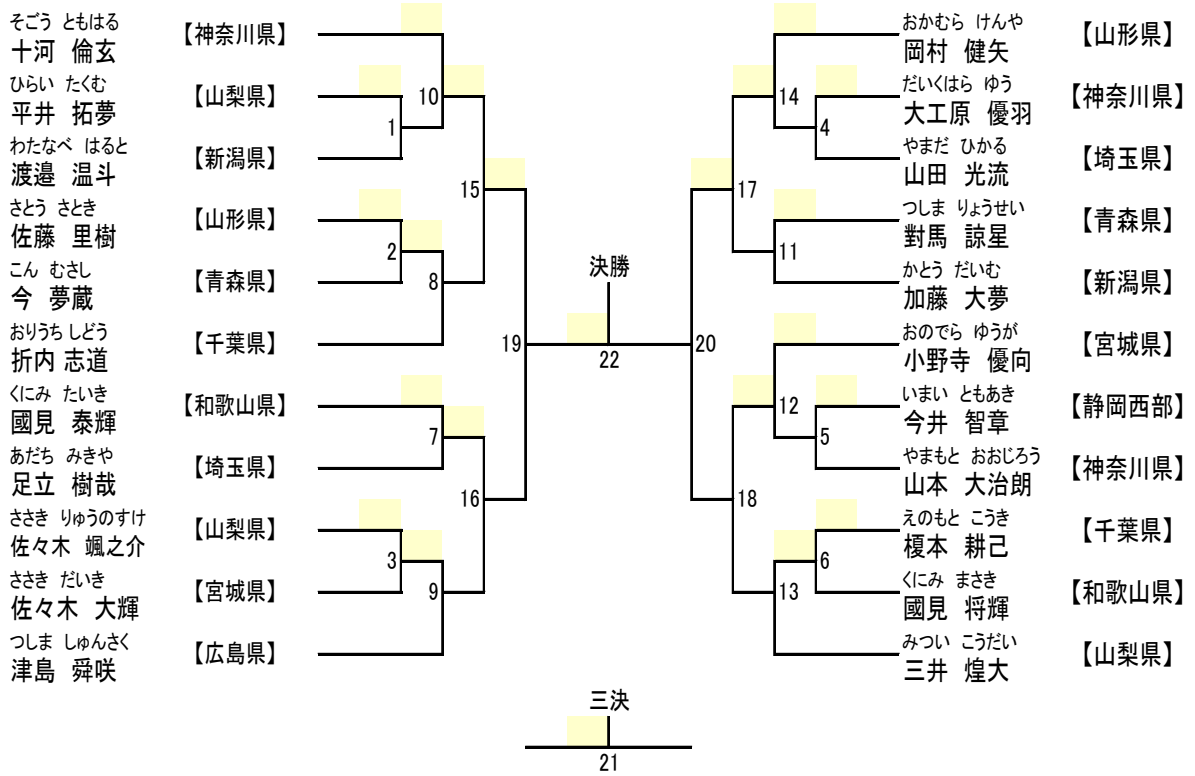 そごう ともはる
十河 倫玄 【神奈川県】
ひらい たくむ
平井 拓夢 【山梨県】
わたなべ はると
渡邉 温斗 【新潟県】
さとう さとき
佐藤 里樹 【山形県】
こん むさし
今 夢蔵 【青森県】
おりうち しどう
折内 志道 【千葉県】
くにみ たいき
國見 泰輝 【和歌山県】
あだち みきや
足立 樹哉 【埼玉県】
ささき りゅうのすけ
佐々木 颯之介 【山梨県】
ささき だいき
佐々木 大輝 【宮城県】
つしま しゅんさく
津島 舜咲 【広島県】
10
1
15
2
8
19
7
16
3
9
決勝
22
三決
21
14
4
17
11
20
12
5
18
6
13
おかむら けんや
岡村 健矢 【山形県】
だいくはら ゆう
大工原 優羽 【神奈川県】
やまだ ひかる
山田 光流 【埼玉県】
つしま りょうせい
對馬 諒星 【青森県】
かとう だいむ
加藤 大夢 【新潟県】
おのでら ゆうが
小野寺 優向 【宮城県】
いまい ともあき
今井 智章 【静岡西部】
やまもと おおじろう
山本 大治朗 【神奈川県】
えのもと こうき
榎本 耕己 【千葉県】
くにみ まさき
國見 将輝 【和歌山県】
みつい こうだい
三井 煌大 【山梨県】